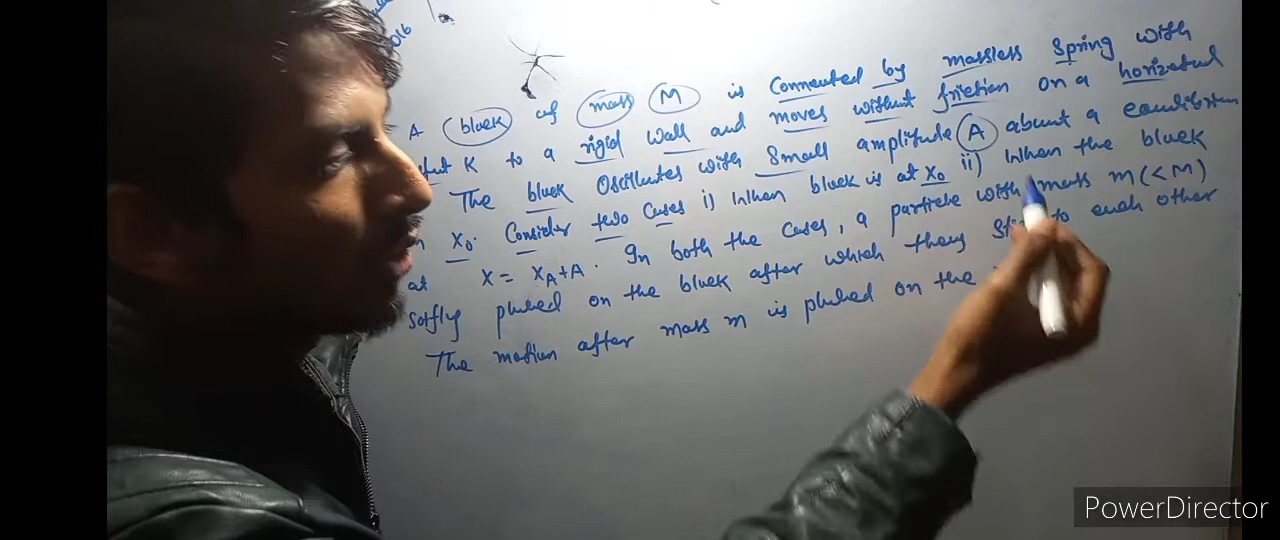 2016
A block of mass M is Connected by massless Spring with
K to a rigid wall and moves without friction on a horizotal
The block Oscillates with Small amplitude A about a equilibrium
x₀. Consider two Cases i) When block is at x₀ ii) When the block
at x = x_A+A. In both the Cases, a particle with mass m(<M)
softly placed on the block after which they to each other
The motion after mass m is placed on the
PowerDirector